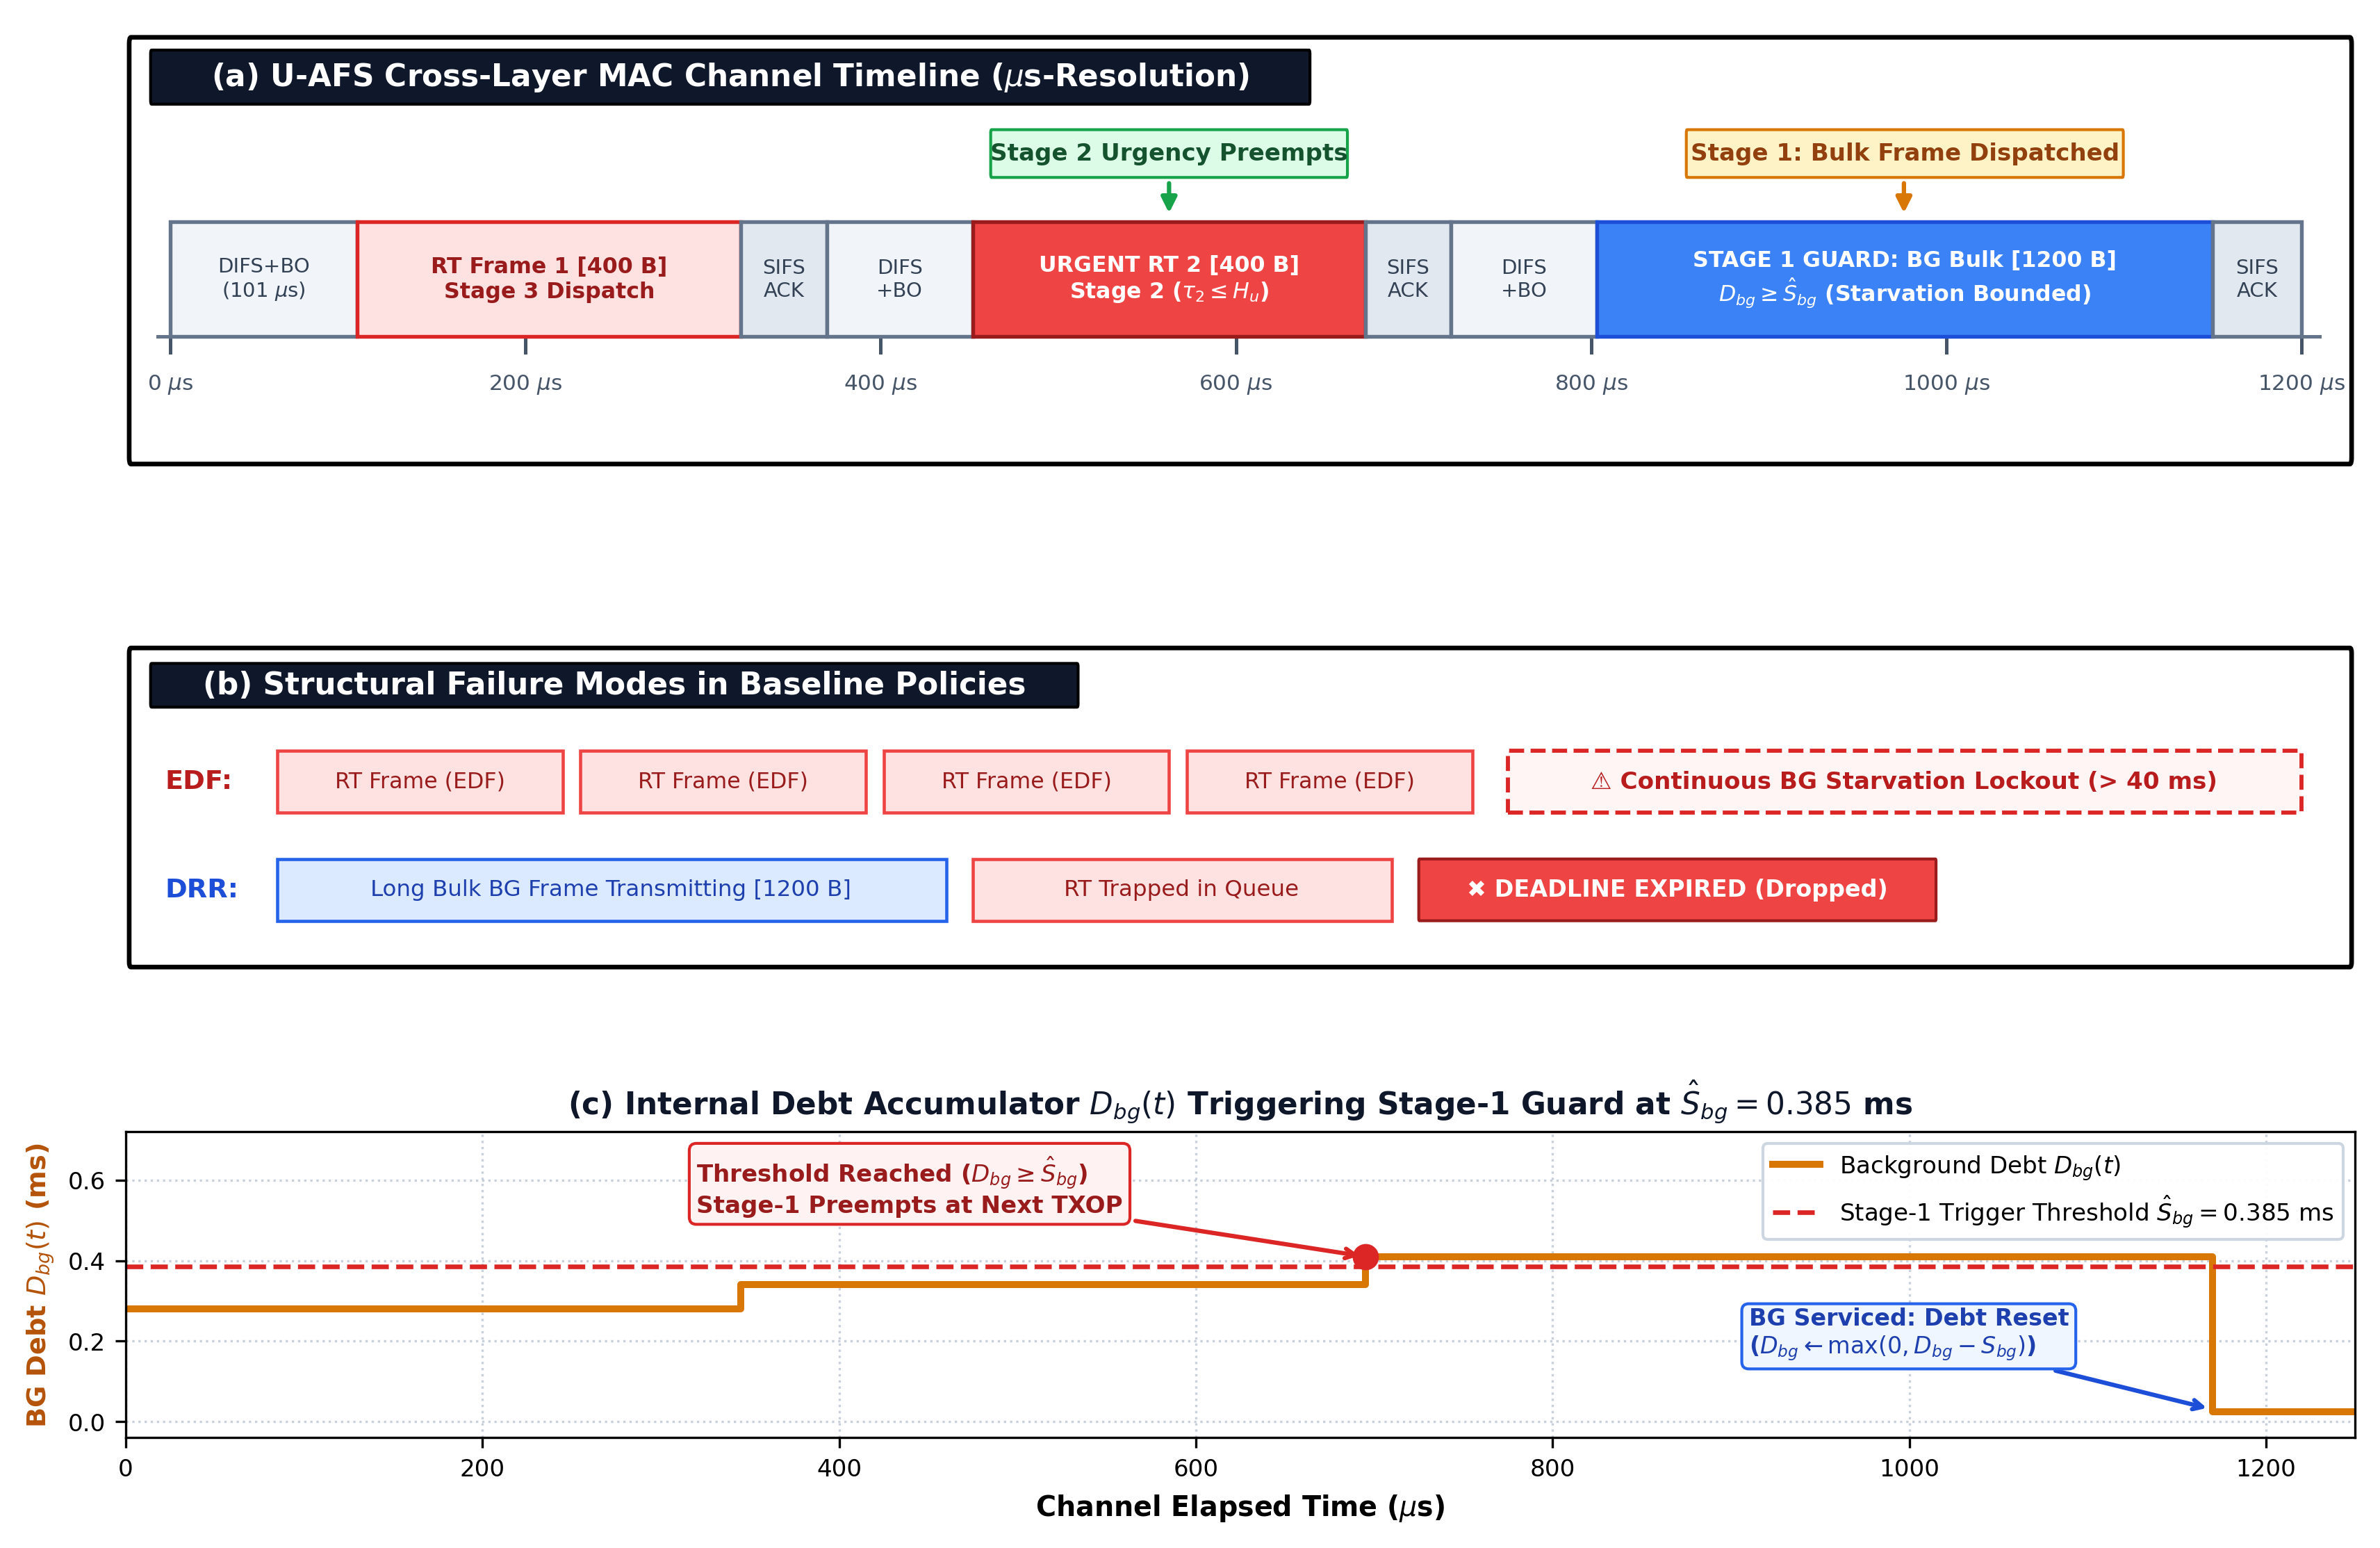 (a) U-AFS Cross-Layer MAC Channel Timeline (μs-Resolution)
Stage 2 Urgency Preempts
Stage 1: Bulk Frame Dispatched
DIFS+BO
(101 μs)
RT Frame 1 [400 B]
Stage 3 Dispatch
SIFS
ACK
DIFS
+BO
URGENT RT 2 [400 B]
Stage 2 (τ₂ ≤ H_u)
SIFS
ACK
DIFS
+BO
STAGE 1 GUARD: BG Bulk [1200 B]
D_bg ≥ Ŝ_bg (Starvation Bounded)
SIFS
ACK
0 μs
200 μs
400 μs
600 μs
800 μs
1000 μs
1200 μs
(b) Structural Failure Modes in Baseline Policies
EDF:
RT Frame (EDF)
RT Frame (EDF)
RT Frame (EDF)
RT Frame (EDF)
⚠ Continuous BG Starvation Lockout (> 40 ms)
DRR:
Long Bulk BG Frame Transmitting [1200 B]
RT Trapped in Queue
✖ DEADLINE EXPIRED (Dropped)
(c) Internal Debt Accumulator D_bg(t) Triggering Stage-1 Guard at Ŝ_bg = 0.385 ms
BG Debt D_bg(t) (ms)
0.6
0.4
0.2
0.0
Threshold Reached (D_bg ≥ Ŝ_bg)
Stage-1 Preempts at Next TXOP
Background Debt D_bg(t)
Stage-1 Trigger Threshold Ŝ_bg = 0.385 ms
BG Serviced: Debt Reset
(D_bg ← max(0, D_bg − S_bg))
0
200
400
600
800
1000
1200
Channel Elapsed Time (μs)